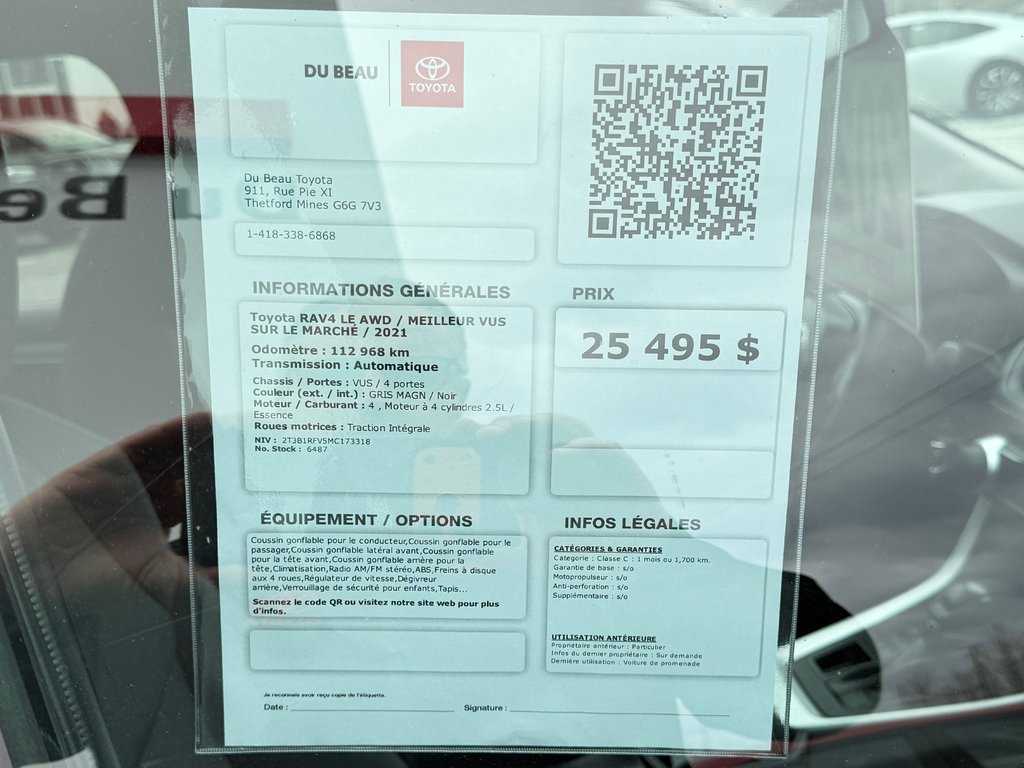 DU BEAU
TOYOTA
Du Beau Toyota
911, Rue Pie XI
Thetford Mines G6G 7V3
1-418-338-6868
INFORMATIONS GÉNÉRALES
Toyota RAV4 LE AWD / MEILLEUR VUS
SUR LE MARCHÉ / 2021
Odomètre : 112 968 km
Transmission : Automatique
Chassis / Portes : VUS / 4 portes
Couleur (ext. / int.) : GRIS MAGN / Noir
Moteur / Carburant : 4 , Moteur à 4 cylindres 2.5L /
Essence
Roues motrices : Traction Intégrale
NIV : 2T3B1RFV5MC173318
No. Stock : 6487
PRIX
25 495 $
ÉQUIPEMENT / OPTIONS
Coussin gonflable pour le conducteur,Coussin gonflable pour le
passager,Coussin gonflable latéral avant,Coussin gonflable
pour la tête avant,Coussin gonflable arrière pour la
tête,Climatisation,Radio AM/FM stéréo,ABS,Freins à disque
aux 4 roues,Régulateur de vitesse,Dégivreur
arrière,Verrouillage de sécurité pour enfants,Tapis...
Scannez le code QR ou visitez notre site web pour plus
d'infos.
INFOS LÉGALES
CATÉGORIES & GARANTIES
Catégorie : Classe C : 1 mois ou 1,700 km.
Garantie de base : s/o
Motopropulseur : s/o
Anti-perforation : s/o
Supplémentaire : s/o
UTILISATION ANTÉRIEURE
Propriétaire antérieur : Particulier
Infos du dernier propriétaire : Sur demande
Dernière utilisation : Voiture de promenade
Je reconnais avoir reçu copie de l'étiquette.
Date :
Signature :